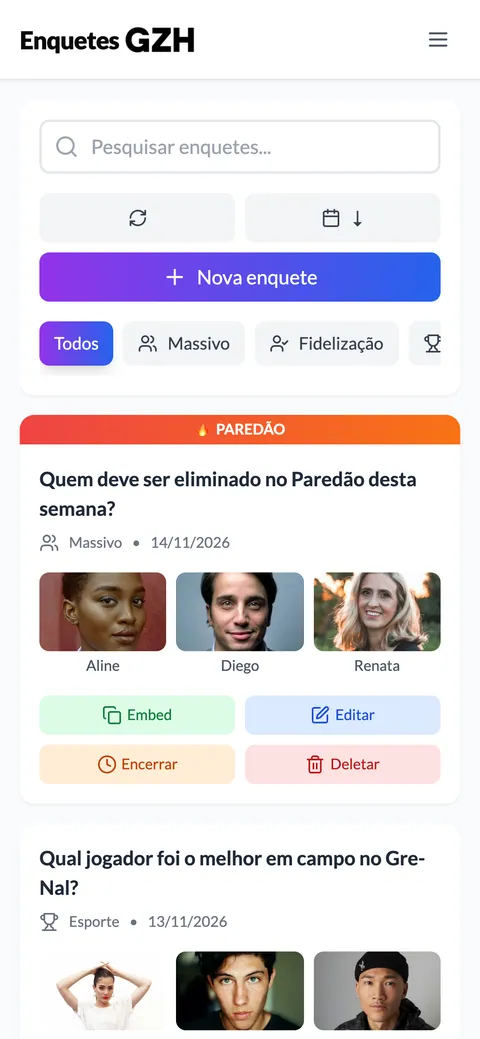 Enquetes GZH
Pesquisar enquetes...
Nova enquete
Todos
Massivo
Fidelização
PAREDÃO
Quem deve ser eliminado no Paredão desta
semana?
Massivo • 14/11/2026
Aline
Diego
Renata
Embed
Editar
Encerrar
Deletar
Qual jogador foi o melhor em campo no Gre-
Nal?
Esporte • 13/11/2026